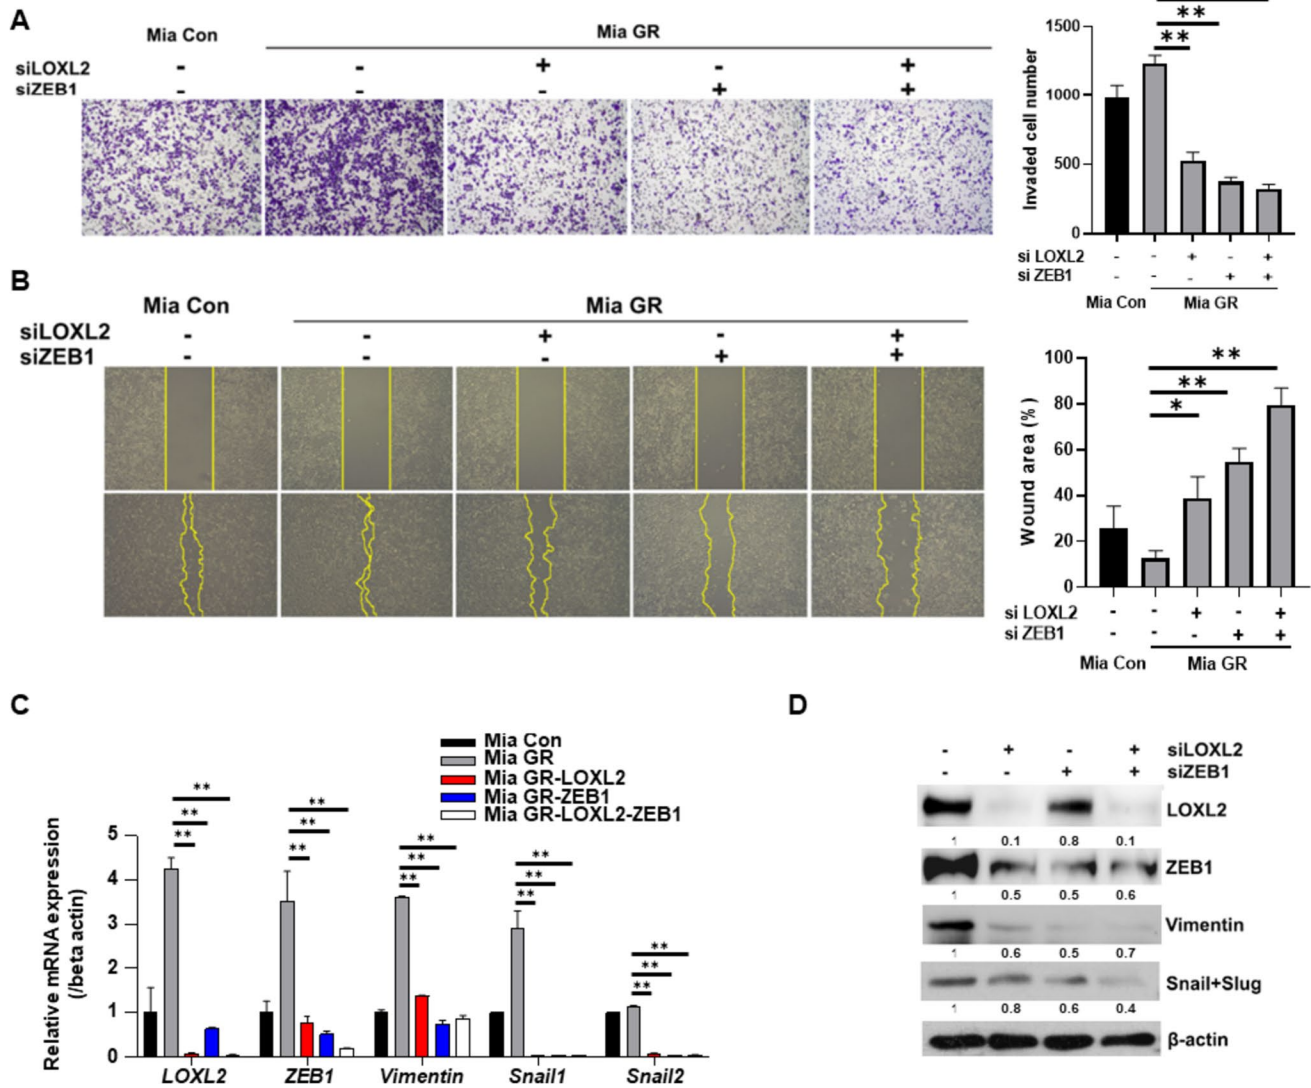 A
Mia Con
Mia GR
siLOXL2 - - + - +
siZEB1 - - - + +
**
**
1500
1000
500
0
Invaded cell number
si LOXL2 - - + - +
si ZEB1 - - - + +
Mia Con Mia GR
B
Mia Con
Mia GR
siLOXL2 - - + - +
siZEB1 - - - + +
**
**
*
100
80
60
40
20
0
Wound area (%)
si LOXL2 - - + - +
si ZEB1 - - - + +
Mia Con Mia GR
C
Mia Con
Mia GR
Mia GR-LOXL2
Mia GR-ZEB1
Mia GR-LOXL2-ZEB1
Relative mRNA expression
(/beta actin)
5
4
3
2
1
0
** ** ** ** **
** ** ** ** **
** ** ** ** **
LOXL2 ZEB1 Vimentin Snail1 Snail2
D
- + - + siLOXL2
- - + + siZEB1
LOXL2
1 0.1 0.8 0.1
ZEB1
1 0.5 0.5 0.6
Vimentin
1 0.6 0.5 0.7
Snail+Slug
1 0.8 0.6 0.4
β-actin